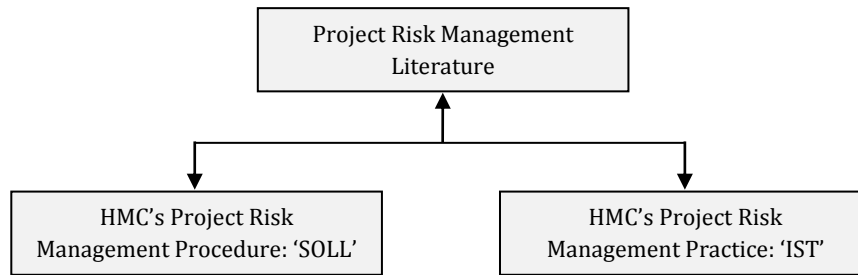 Project Risk Management
Literature
HMC’s Project Risk
Management Procedure: ‘SOLL’
HMC’s Project Risk
Management Practice: ‘IST’